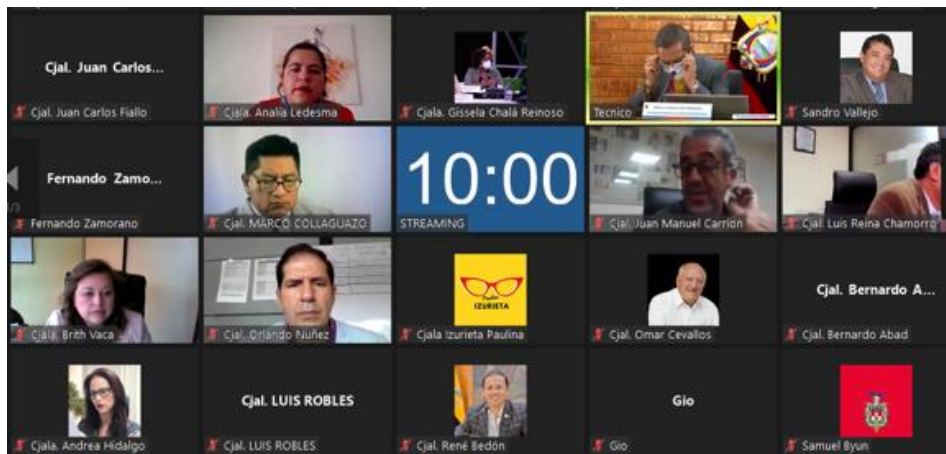 Cjal. Juan Carlos...
Cjal. Juan Carlos Fiallo
Cjala. Analía Ledesma
Cjala. Gissela Chalá Reinoso
Tecnico
Sandro Vallejo
Fernando Zamo...
Fernando Zamorano
Cjal. MARCO COLLAGUAZO
10:00
STREAMING
Cjal. Juan Manuel Carrion
Cjal. Luis Reina Chamorro
Cjala. Brith Vaca
Cjal. Orlando Núñez
IZURIETA
Cjala Izurieta Paulina
Cjal. Omar Cevallos
Cjal. Bernardo A...
Cjal. Bernardo Abad
Cjala. Andrea Hidalgo
Cjal. LUIS ROBLES
Cjal. LUIS ROBLES
Cjal. René Bedón
Gio
Gio
Samuel Byun